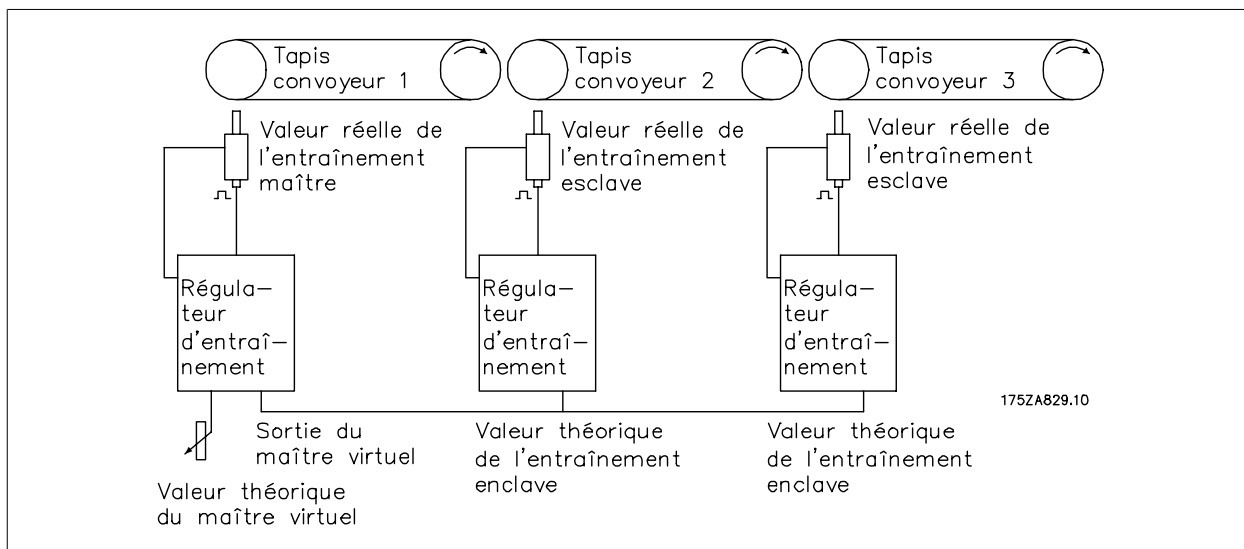 Tapis
convoyeur 1
Tapis
convoyeur 2
Tapis
convoyeur 3
Valeur réelle de
l'entraînement
maître
Valeur réelle de
l'entraînement
esclave
Valeur réelle de
l'entraînement
esclave
Régula–
teur
d'entraî–
nement
Régula–
teur
d'entraî–
nement
Régula–
teur
d'entraî–
nement
175ZA829.10
Sortie du
maître virtuel
Valeur théorique
de l'entraînement
enclave
Valeur théorique
de l'entraînement
enclave
Valeur théorique
du maître virtuel